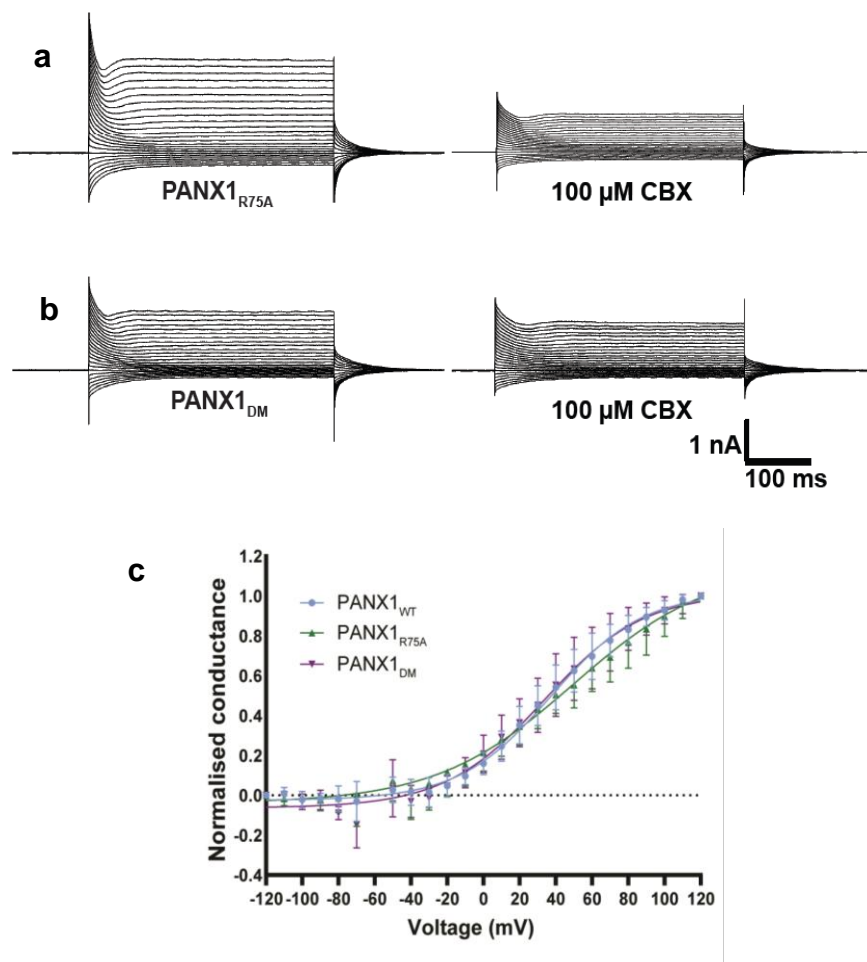 a
PANX1R75A
100 µM CBX
b
PANX1DM
100 µM CBX
1 nA
100 ms
c
Normalised conductance
1.2
1.0
0.8
0.6
0.4
0.2
0.0
-0.2
-0.4
PANX1WT
PANX1R75A
PANX1DM
-120 -100 -80 -60 -40 -20 0 20 40 60 80 100 120
Voltage (mV)